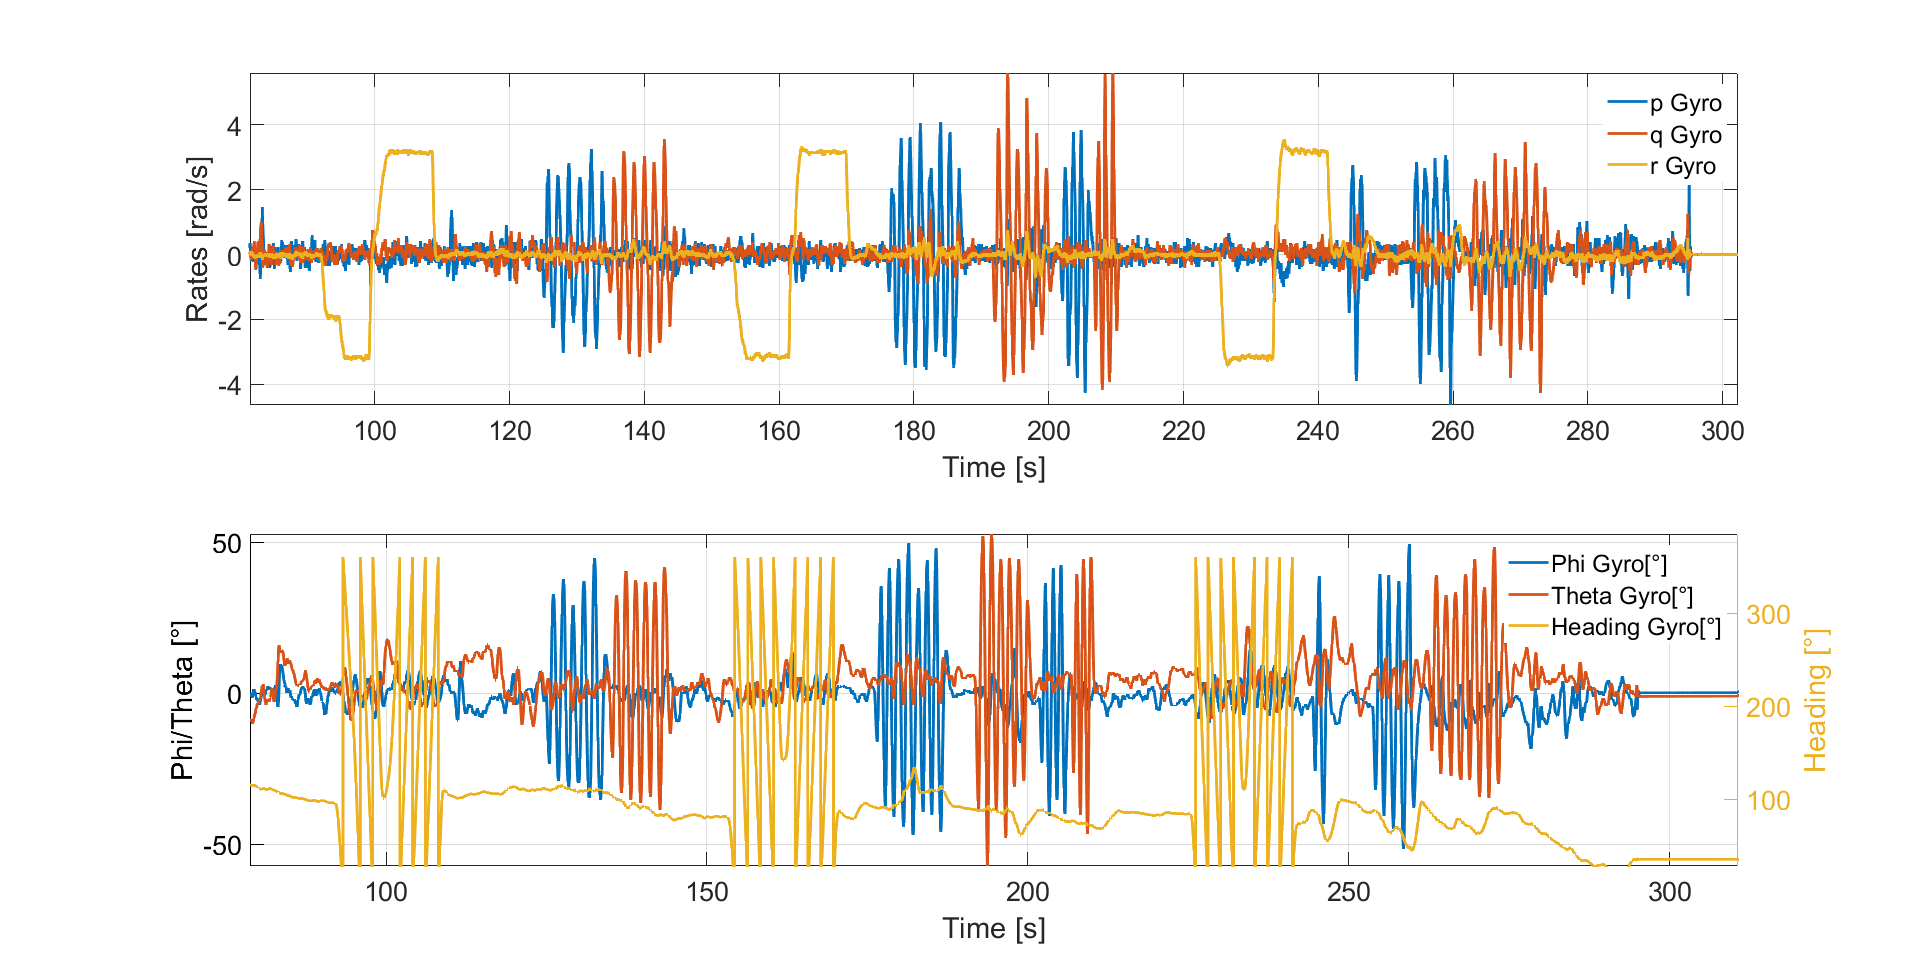 p Gyro
q Gyro
r Gyro
Rates [rad/s]
4
2
0
-2
-4
100 120 140 160 180 200 220 240 260 280 300
Time [s]
Phi Gyro[°]
Theta Gyro[°]
Heading Gyro[°]
Phi/Theta [°]
50
0
-50
300
200
100
Heading [°]
100 150 200 250 300
Time [s]